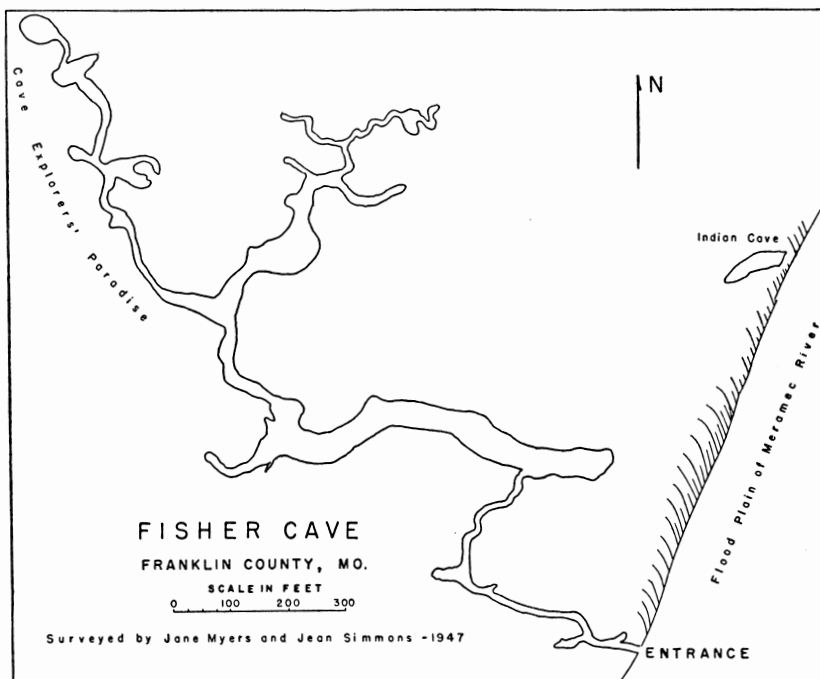 N
Cave Explorers' Paradise
Indian Cave
Flood Plain of Meramec River
FISHER CAVE
FRANKLIN COUNTY, MO.
SCALE IN FEET
0 100 200 300
Surveyed by Jane Myers and Jean Simmons - 1947
ENTRANCE